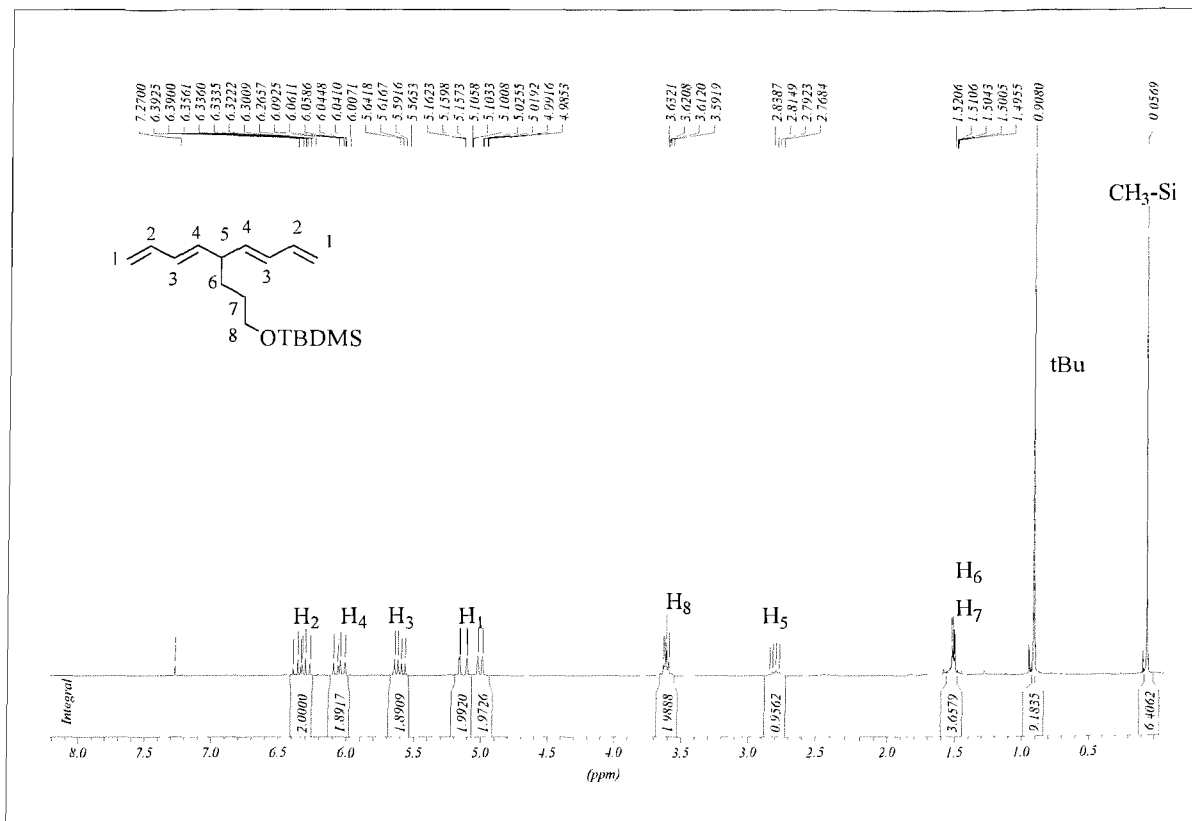 7.2700 6.3925 6.3900 6.3561 6.3360 6.3335 6.3222 6.3009 6.2657 6.0925 6.0611 6.0586 6.0448 6.0410 6.0071 5.6418 5.6167 5.5916 5.5653 5.1623 5.1598 5.1573 5.1058 5.1033 5.1008 5.0255 5.0192 4.9916 4.9853 3.6321 3.6208 3.6120 3.5919 2.8387 2.8149 2.7923 2.7684 1.5206 1.5106 1.5043 1.5005 1.4955 0.9080 0.0569
CH3-Si
2 4 5 4 2
1 3 3 1
6
7
8 OTBDMS
tBu
H6
H2 H4 H3 H1 H8 H5 H7
Integral 2.0000 1.8917 1.8909 1.9920 1.9726 1.9888 0.9562 3.6579 9.1835 6.4062
8.0 7.5 7.0 6.5 6.0 5.5 5.0 4.5 4.0 3.5 3.0 2.5 2.0 1.5 1.0 0.5
(ppm)